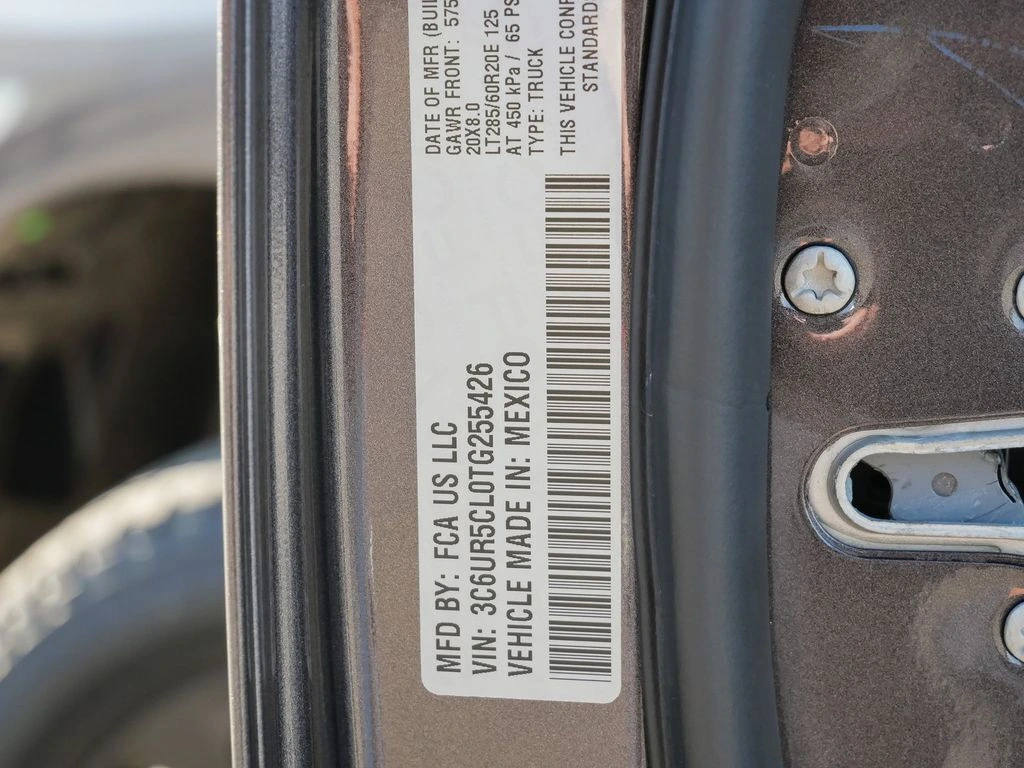 MFD BY: FCA US LLC
VIN: 3C6UR5CL0TG255426
VEHICLE MADE IN: MEXICO
DATE OF MFR (BUI
GAWR FRONT: 575
20X8.0
LT285/60R20E 125
AT 450 kPa / 65 PS
TYPE: TRUCK
THIS VEHICLE CONF
STANDARD